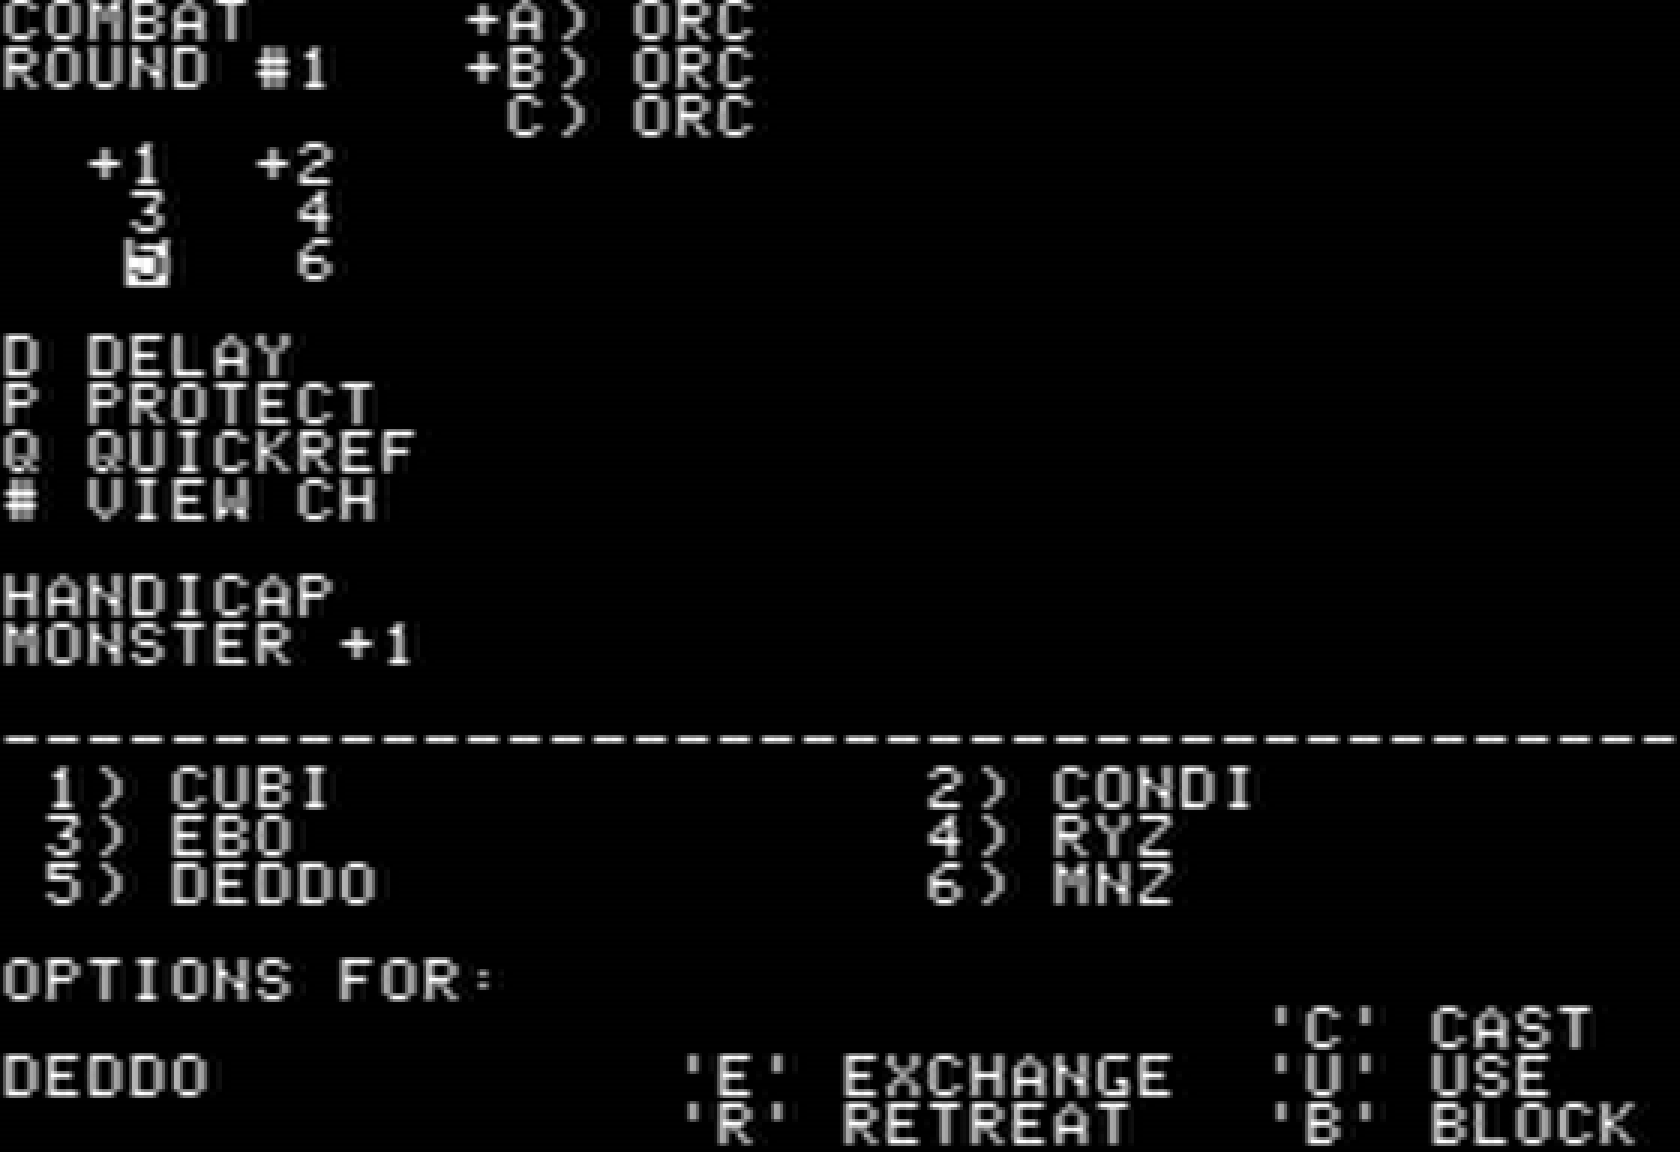 COMBAT +A) ORC
ROUND #1 +B) ORC
C) ORC
+1 +2
3 4
5 6
D DELAY
P PROTECT
Q QUICKREF
# VIEW CH
HANDICAP
MONSTER +1
----------------------------------------
1) CUBI 2) CONDI
3) EBO 4) RYZ
5) DEDDO 6) MNZ
OPTIONS FOR:
'C' CAST
DEDDO 'E' EXCHANGE 'U' USE
'R' RETREAT 'B' BLOCK